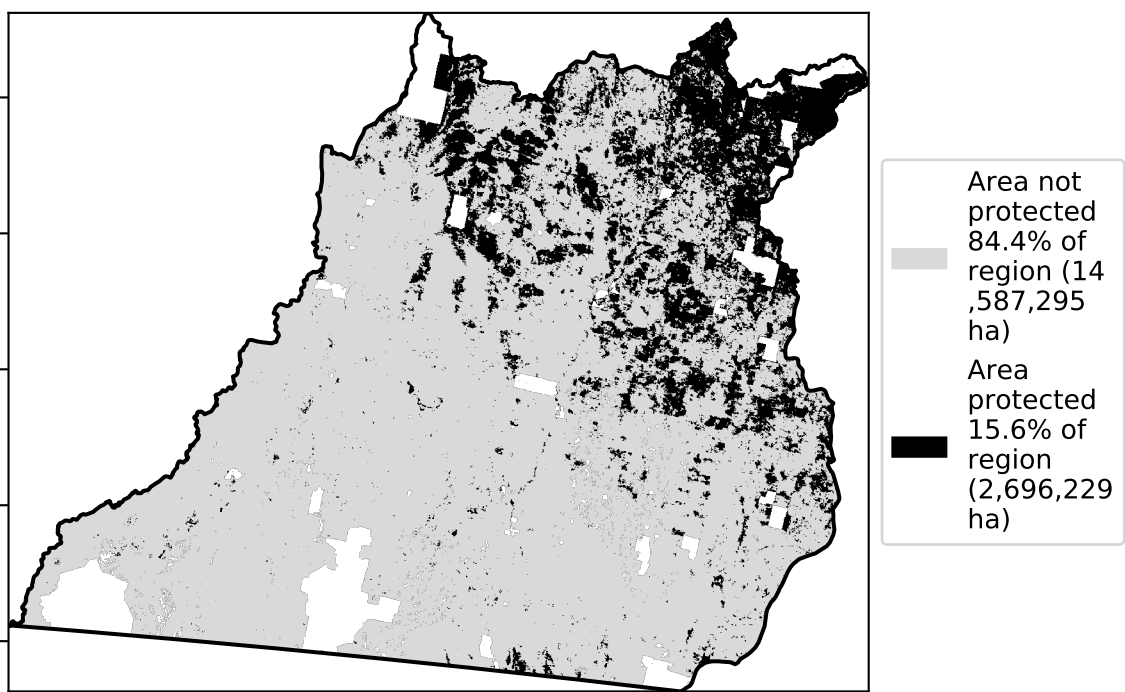 Area not
protected
84.4% of
region (14
,587,295
ha)
Area
protected
15.6% of
region
(2,696,229
ha)